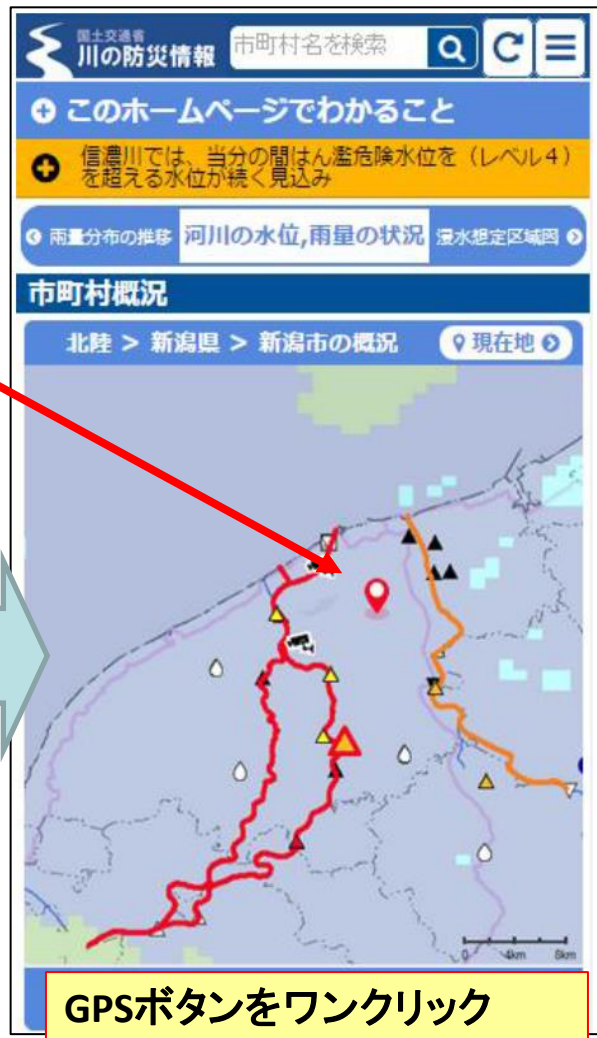 国土交通省
川の防災情報
市町村名を検索
このホームページでわかること
信濃川では、当分の間はん濫危険水位を（レベル４）
を超える水位が続く見込み
雨量分布の推移 河川の水位,雨量の状況 浸水想定区域図
市町村概況
北陸 > 新潟県 > 新潟市の概況 現在地
0 4km 8km
GPSボタンをワンクリック